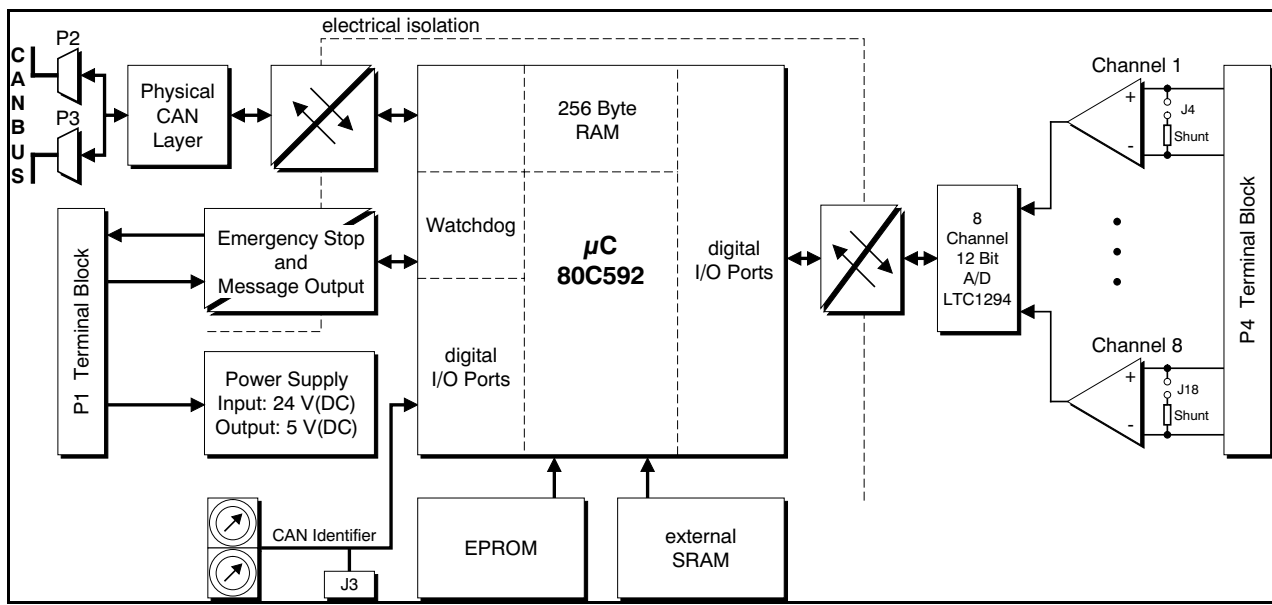 electrical isolation
CANBUS
P2
P3
Physical
CAN
Layer
256 Byte
RAM
Watchdog
µC
80C592
digital
I/O Ports
digital
I/O Ports
P1 Terminal Block
Emergency Stop
and
Message Output
Power Supply
Input: 24 V(DC)
Output: 5 V(DC)
CAN Identifier
J3
EPROM
external
SRAM
8
Channel
12 Bit
A/D
LTC1294
Channel 1
+
-
J4
Shunt
Channel 8
+
-
J18
Shunt
P4 Terminal Block